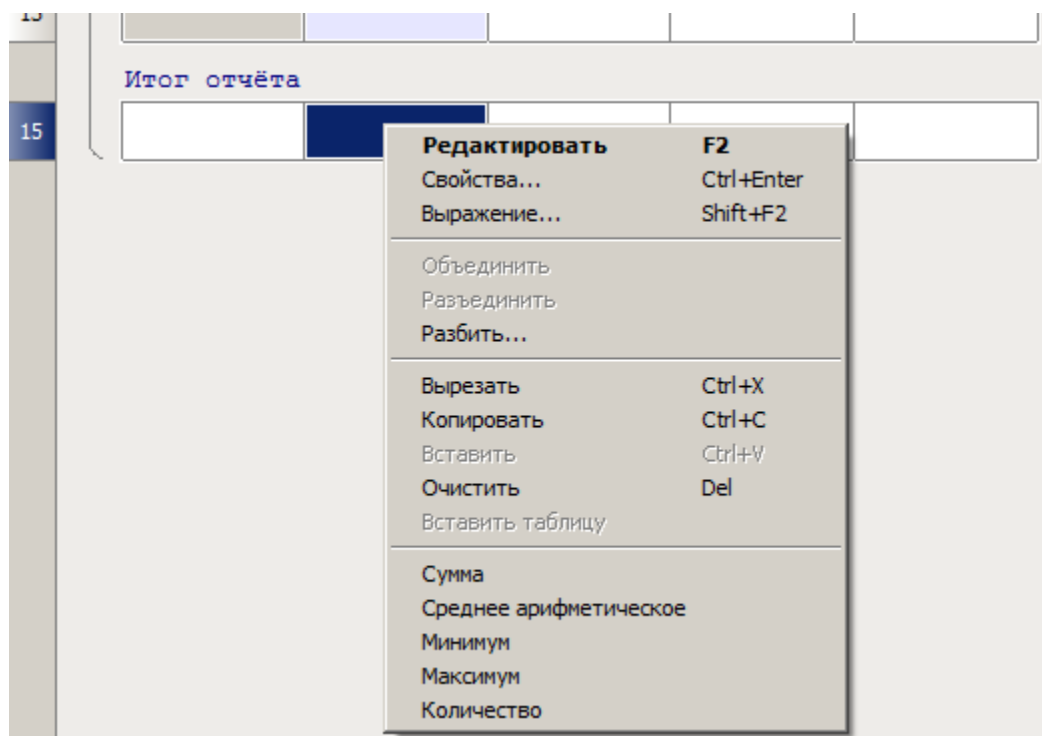 Итог отчёта
15
Редактировать F2
Свойства... Ctrl+Enter
Выражение... Shift+F2
Объединить
Разъединить
Разбить...
Вырезать Ctrl+X
Копировать Ctrl+C
Вставить Ctrl+V
Очистить Del
Вставить таблицу
Сумма
Среднее арифметическое
Минимум
Максимум
Количество